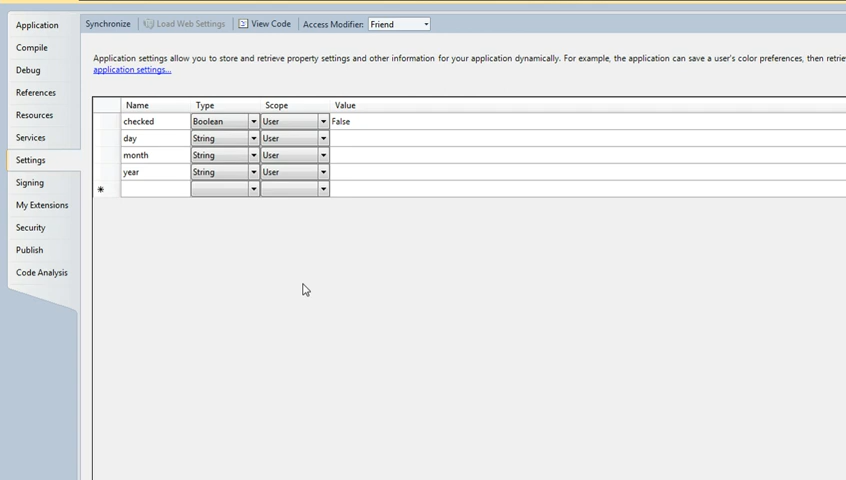 Application
Compile
Debug
References
Resources
Services
Settings
Signing
My Extensions
Security
Publish
Code Analysis
Synchronize Load Web Settings View Code Access Modifier: Friend
Application settings allow you to store and retrieve property settings and other information for your application dynamically. For example, the application can save a user's color preferences, then retrie
application settings...
Name Type Scope Value
checked Boolean User False
day String User
month String User
year String User